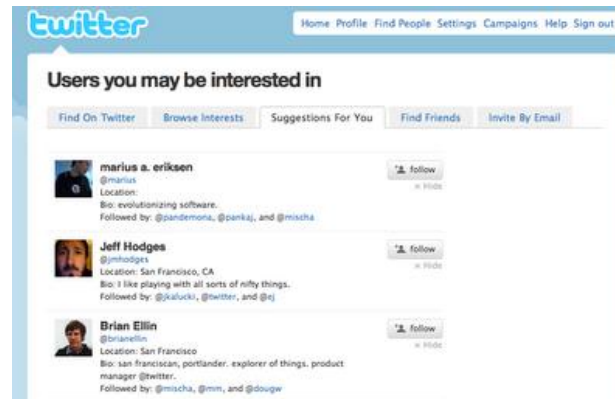 twitter
Home Profile Find People Settings Campaigns Help Sign out
Users you may be interested in
Find On Twitter Browse Interests Suggestions For You Find Friends Invite By Email
marius a. eriksen
@marius
Location:
Bio: evolutionizing software.
Followed by: @pandemona, @pankaj, and @mischa
follow
× Hide
Jeff Hodges
@jmhodges
Location: San Francisco, CA
Bio: I like playing with all sorts of nifty things.
Followed by: @jkalucki, @twitter, and @ej
follow
× Hide
Brian Ellin
@brianellin
Location: San Francisco
Bio: san franciscan, portlander. explorer of things. product
manager @twitter.
Followed by: @mischa, @mm, and @dougw
follow
× Hide